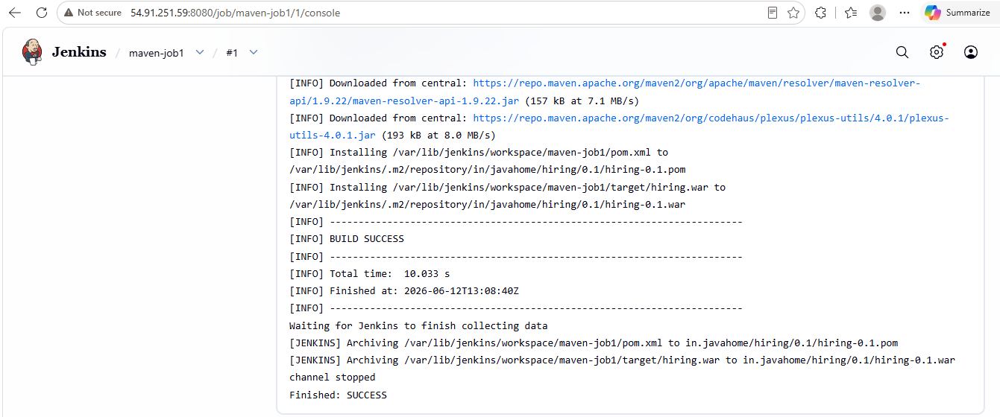 Not secure 54.91.251.59:8080/job/maven-job1/1/console Summarize
Jenkins / maven-job1 / #1
[INFO] Downloaded from central: https://repo.maven.apache.org/maven2/org/apache/maven/resolver/maven-resolver-
api/1.9.22/maven-resolver-api-1.9.22.jar (157 kB at 7.1 MB/s)
[INFO] Downloaded from central: https://repo.maven.apache.org/maven2/org/codehaus/plexus/plexus-utils/4.0.1/plexus-
utils-4.0.1.jar (193 kB at 8.0 MB/s)
[INFO] Installing /var/lib/jenkins/workspace/maven-job1/pom.xml to
/var/lib/jenkins/.m2/repository/in/javahome/hiring/0.1/hiring-0.1.pom
[INFO] Installing /var/lib/jenkins/workspace/maven-job1/target/hiring.war to
/var/lib/jenkins/.m2/repository/in/javahome/hiring/0.1/hiring-0.1.war
[INFO] ------------------------------------------------------------------------
[INFO] BUILD SUCCESS
[INFO] ------------------------------------------------------------------------
[INFO] Total time:  10.033 s
[INFO] Finished at: 2026-06-12T13:08:40Z
[INFO] ------------------------------------------------------------------------
Waiting for Jenkins to finish collecting data
[JENKINS] Archiving /var/lib/jenkins/workspace/maven-job1/pom.xml to in.javahome/hiring/0.1/hiring-0.1.pom
[JENKINS] Archiving /var/lib/jenkins/workspace/maven-job1/target/hiring.war to in.javahome/hiring/0.1/hiring-0.1.war
channel stopped
Finished: SUCCESS